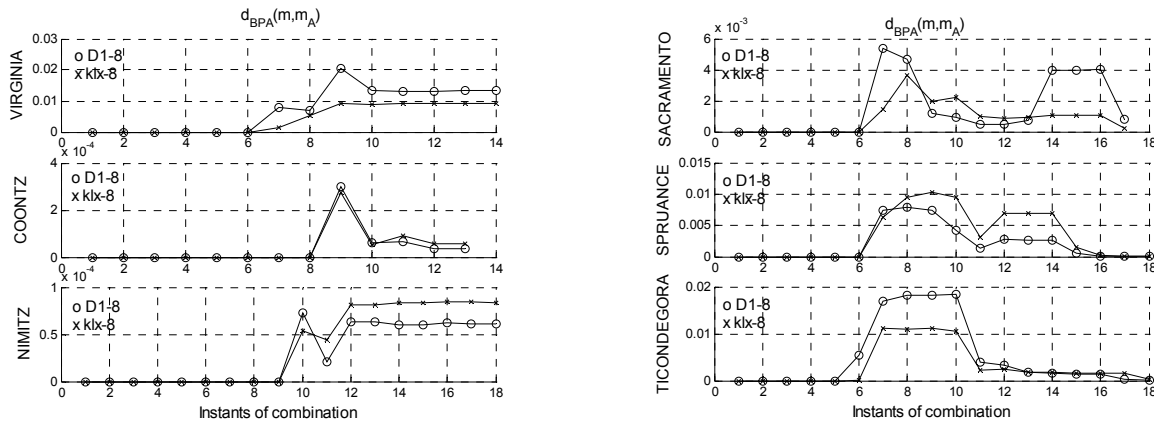 d_BPA(m,m_A)
0.03
0.02
0.01
0
VIRGINIA
o D1-8
x klx-8
0 2 4 6 8 10 12 14
x 10^-4
4
2
0
COONTZ
o D1-8
x klx-8
0 2 4 6 8 10 12 14
x 10^-4
1
0.5
0
NIMITZ
o D1-8
x klx-8
0 2 4 6 8 10 12 14 16 18
Instants of combination
x 10^-3
d_BPA(m,m_A)
6
4
2
0
SACRAMENTO
o D1-8
x klx-8
0 2 4 6 8 10 12 14 16 18
0.015
0.01
0.005
0
SPRUANCE
o D1-8
x klx-8
0 2 4 6 8 10 12 14 16 18
0.02
0.01
0
TICONDEGORA
o D1-8
x klx-8
0 2 4 6 8 10 12 14 16 18
Instants of combination